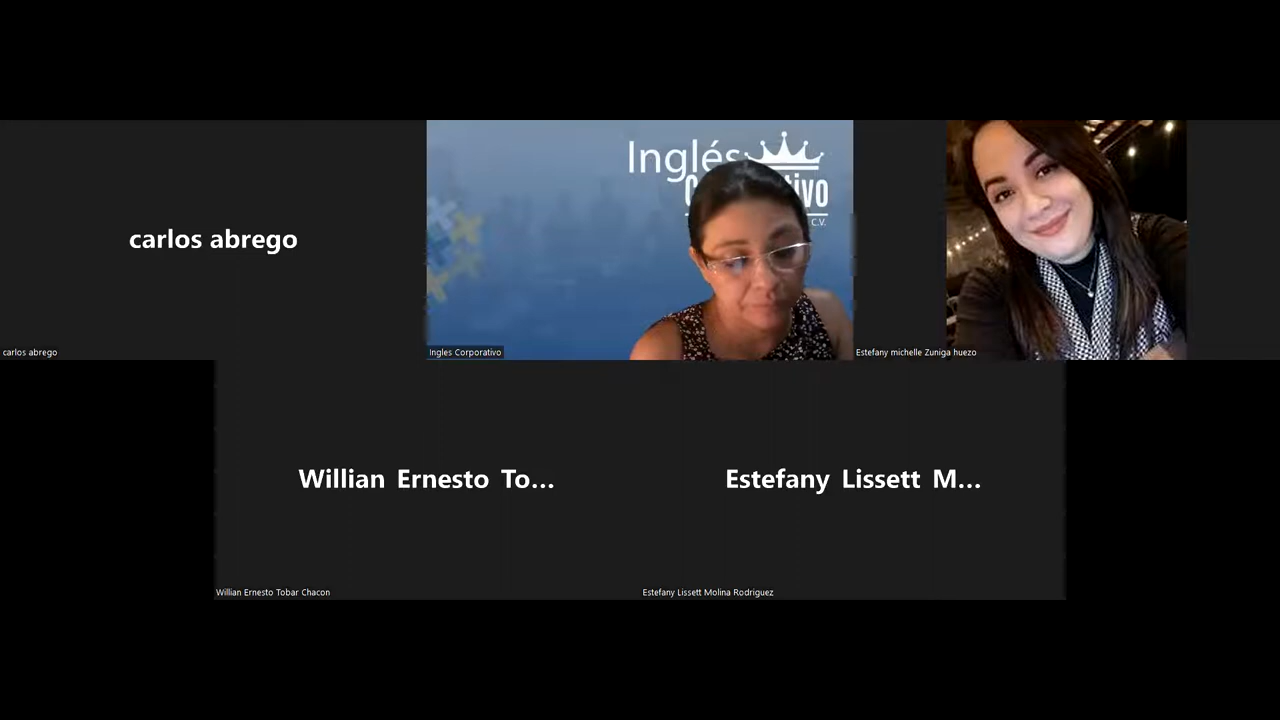 carlos abrego
carlos abrego
Inglés
tivo
C.V.
Ingles Corporativo
Estefany michelle Zuniga huezo
Willian Ernesto To...
Willian Ernesto Tobar Chacon
Estefany Lissett M...
Estefany Lissett Molina Rodriguez